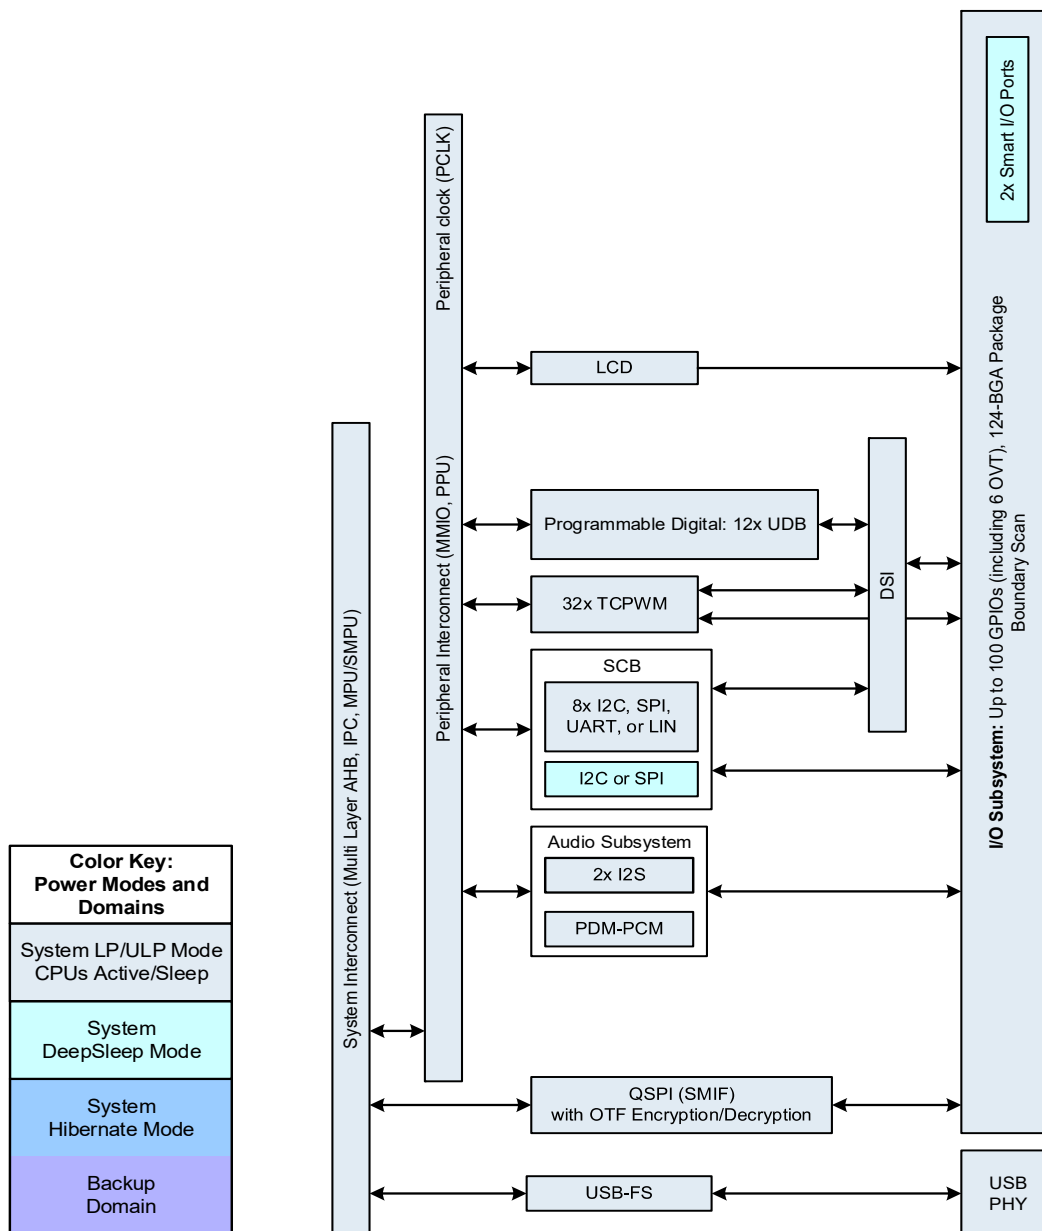 2x Smart I/O Ports
Peripheral clock (PCLK)
LCD
I/O Subsystem: Up to 100 GPIOs (including 6 OVT), 124-BGA Package
Boundary Scan
System Interconnect (Multi Layer AHB, IPC, MPU/SMPU)
Peripheral Interconnect (MMIO, PPU)
Programmable Digital: 12x UDB
DSI
32x TCPWM
SCB
8x I2C, SPI,
UART, or LIN
I2C or SPI
Audio Subsystem
2x I2S
PDM-PCM
Color Key:
Power Modes and
Domains
System LP/ULP Mode
CPUs Active/Sleep
System
DeepSleep Mode
System
Hibernate Mode
Backup
Domain
QSPI (SMIF)
with OTF Encryption/Decryption
USB-FS
USB
PHY